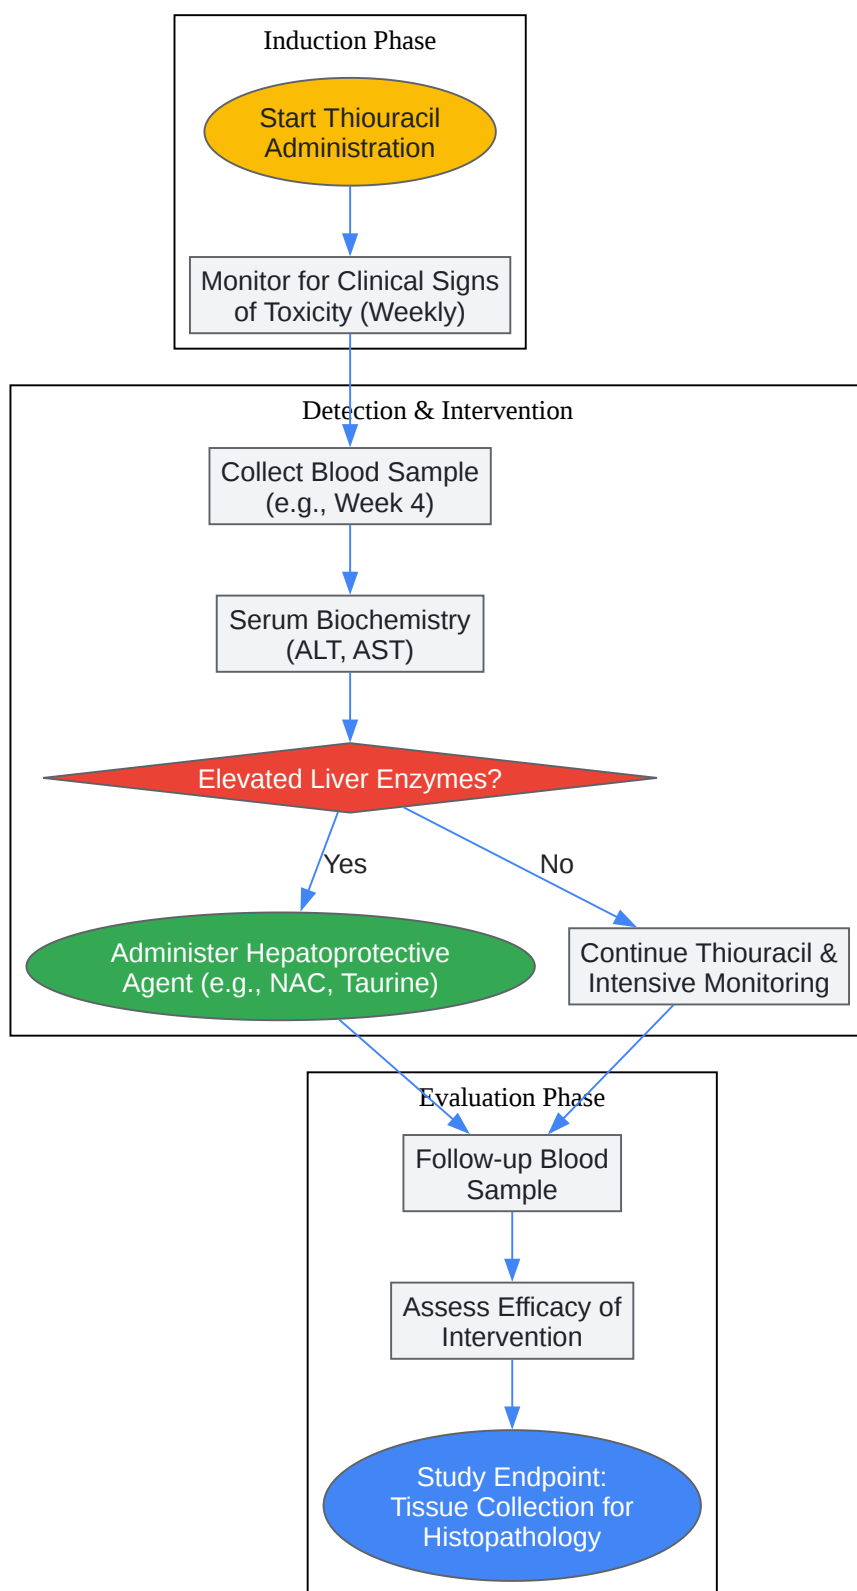 Induction Phase
Start Thiouracil
Administration
Monitor for Clinical Signs
of Toxicity (Weekly)
Detection & Intervention
Collect Blood Sample
(e.g., Week 4)
Serum Biochemistry
(ALT, AST)
Elevated Liver Enzymes?
Yes
No
Administer Hepatoprotective
Agent (e.g., NAC, Taurine)
Continue Thiouracil &
Intensive Monitoring
Evaluation Phase
Follow-up Blood
Sample
Assess Efficacy of
Intervention
Study Endpoint:
Tissue Collection for
Histopathology